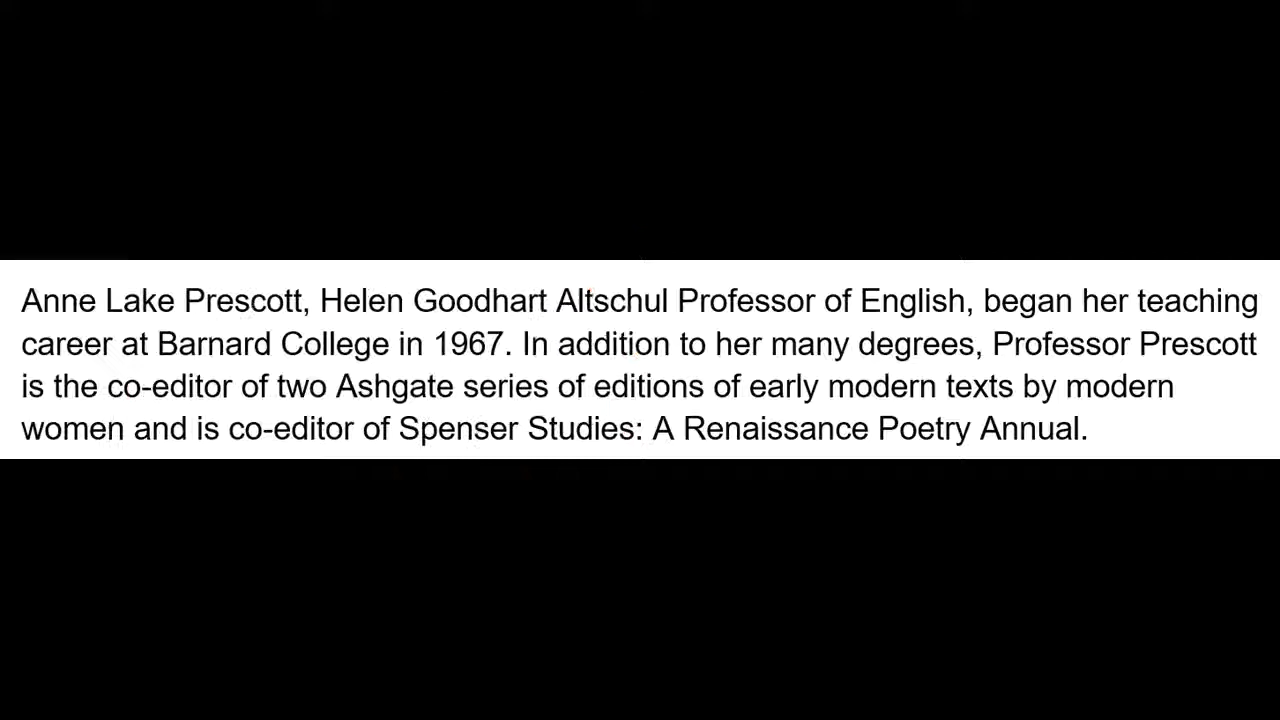 Anne Lake Prescott, Helen Goodhart Altschul Professor of English, began her teaching
career at Barnard College in 1967. In addition to her many degrees, Professor Prescott
is the co-editor of two Ashgate series of editions of early modern texts by modern
women and is co-editor of Spenser Studies: A Renaissance Poetry Annual.